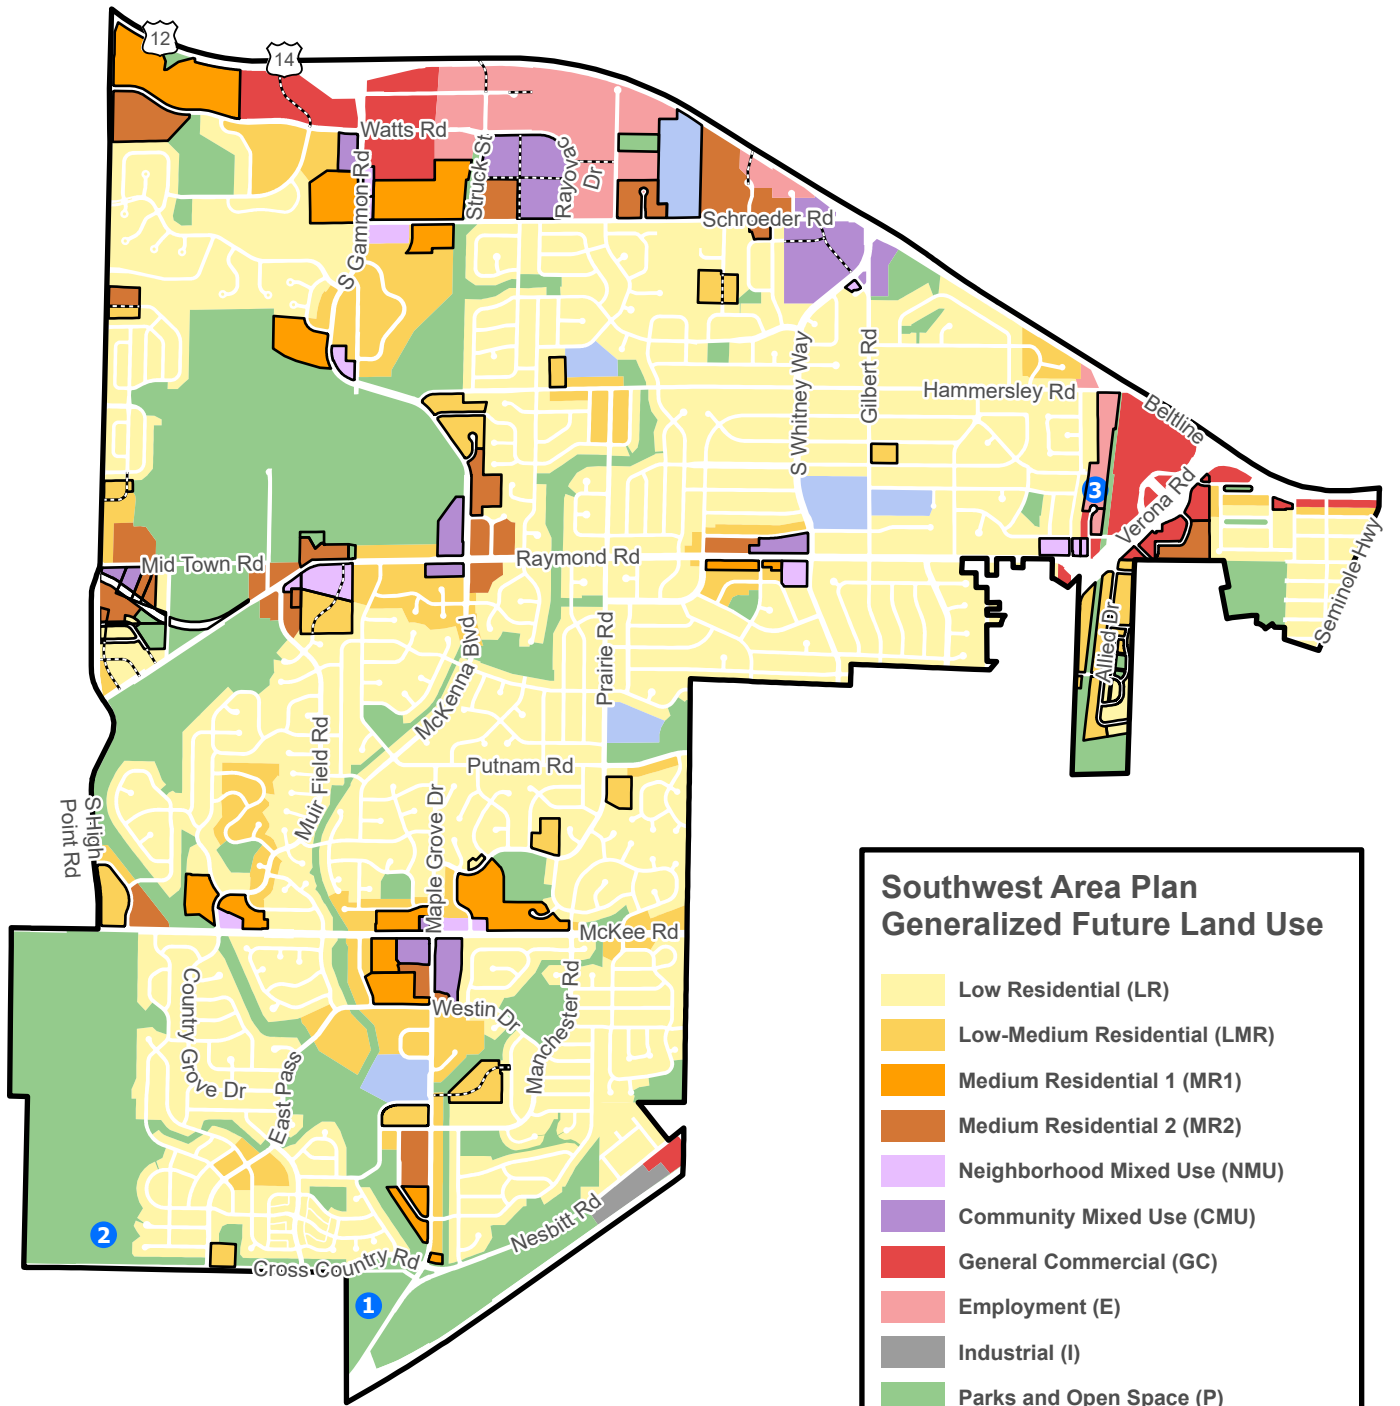 12
14
Watts Rd
Struck St
Rayovac
Dr
S Gammon Rd
Schroeder Rd
S Whitney Way
Gilbert Rd
Hammersley Rd
Beltline
3
Verona Rd
Seminole Hwy
Mid Town Rd
Raymond Rd
Allied Dr
McKenna Blvd
Prairie Rd
Muir Field Rd
Putnam Rd
S High
Point Rd
Maple Grove Dr
McKee Rd
Country
Grove Dr
Westin Dr
Manchester Rd
East Pass
2
Nesbitt Rd
Cross Country Rd
1
Southwest Area Plan
Generalized Future Land Use
Low Residential (LR)
Low-Medium Residential (LMR)
Medium Residential 1 (MR1)
Medium Residential 2 (MR2)
Neighborhood Mixed Use (NMU)
Community Mixed Use (CMU)
General Commercial (GC)
Employment (E)
Industrial (I)
Parks and Open Space (P)